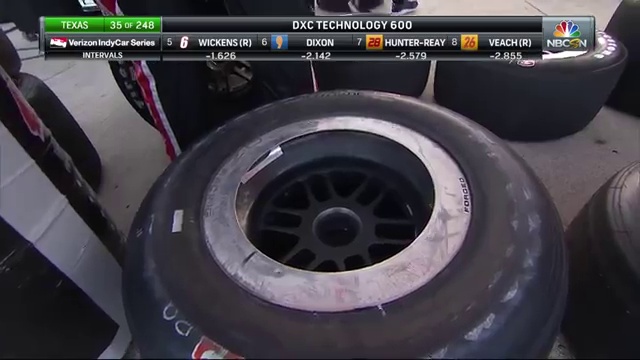 TEXAS 35 OF 248 DXC TECHNOLOGY 600
Verizon IndyCar Series 5 6 WICKENS (R) 6 9 DIXON 7 28 HUNTER-REAY 8 26 VEACH (R)
INTERVALS -1.626 -2.142 -2.579 -2.855
NBCSN
FORGED